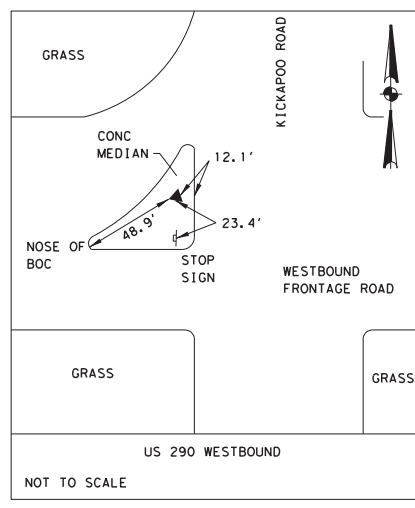 KICKAPOO ROAD
GRASS
CONC
MEDIAN
12.1'
48.9'
23.4'
NOSE OF
BOC
STOP
SIGN
WESTBOUND
FRONTAGE ROAD
GRASS
GRASS
US 290 WESTBOUND
NOT TO SCALE